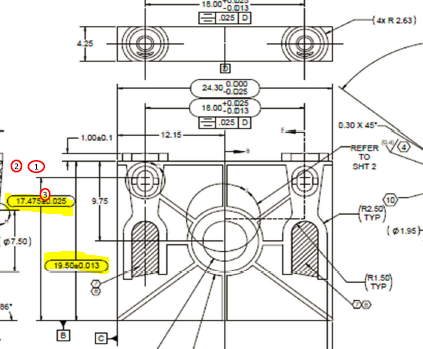 18.00 +0.025 -0.013
.025 D
(4x R 2.63)
4.25
D
24.30 0.000 -0.025
18.00 +0.025 -0.013
.025 D
1.00±0.1
12.15
0.30 X 45°
4
REFER
TO
SHT 2
2 1
3
17.475±0.025
9.75
(R2.50)
TYP
10
(Ø7.50)
(Ø1.95)
19.50±0.013
(R1.50)
TYP
86°
B
C